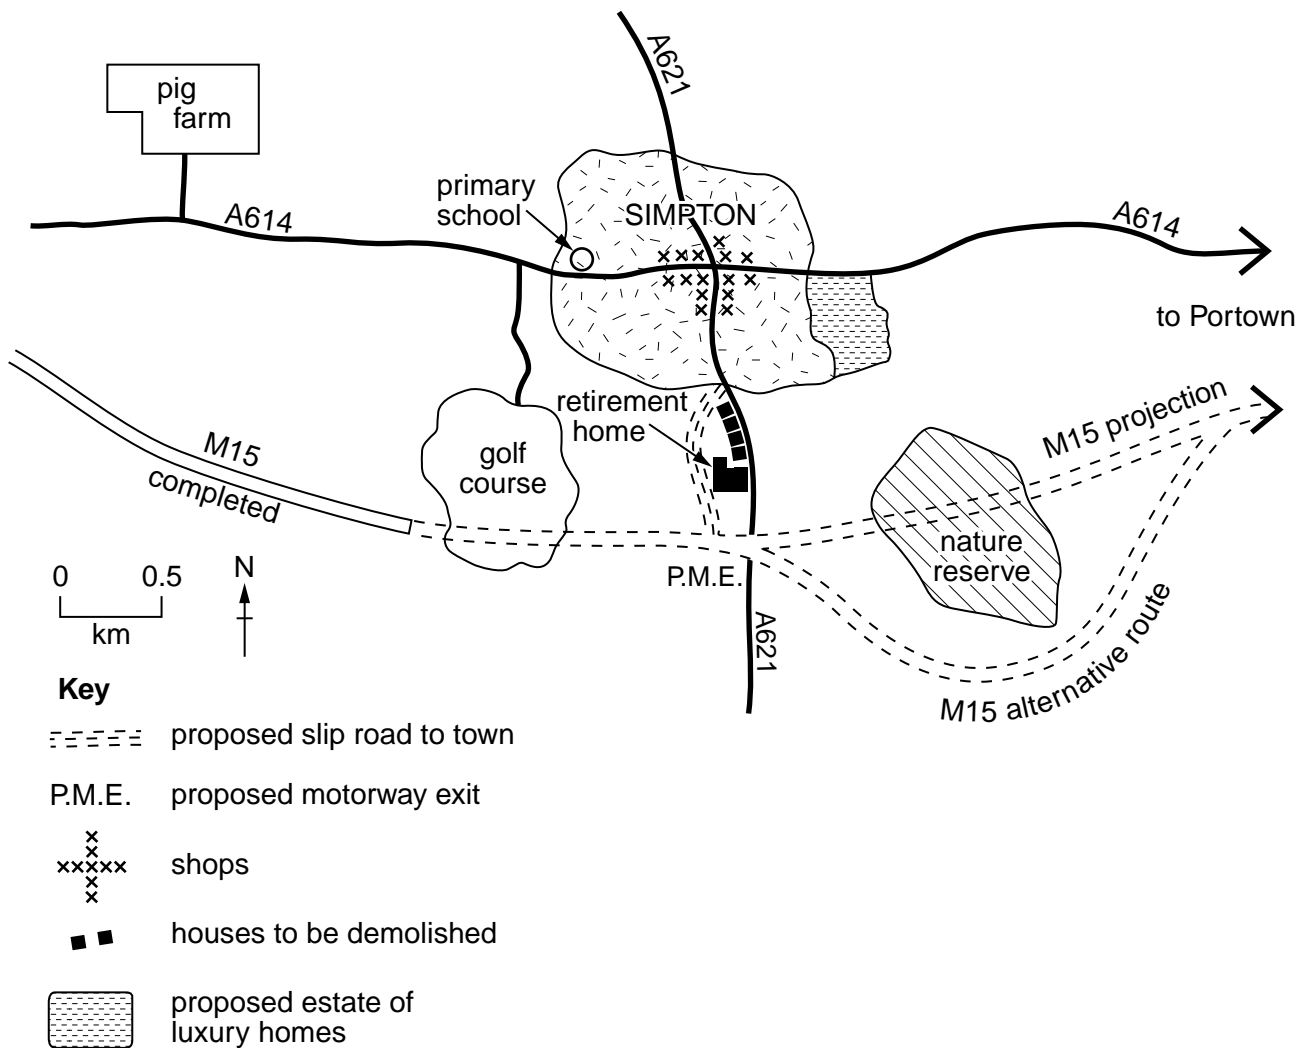 A621
pig
farm
primary
school
SIMPTON
A614
A614
to Portown
retirement
home
M15 projection
M15
completed
golf
course
nature
reserve
0 0.5
km
N
P.M.E.
A621
M15 alternative route
Key
proposed slip road to town
P.M.E. proposed motorway exit
shops
houses to be demolished
proposed estate of
luxury homes